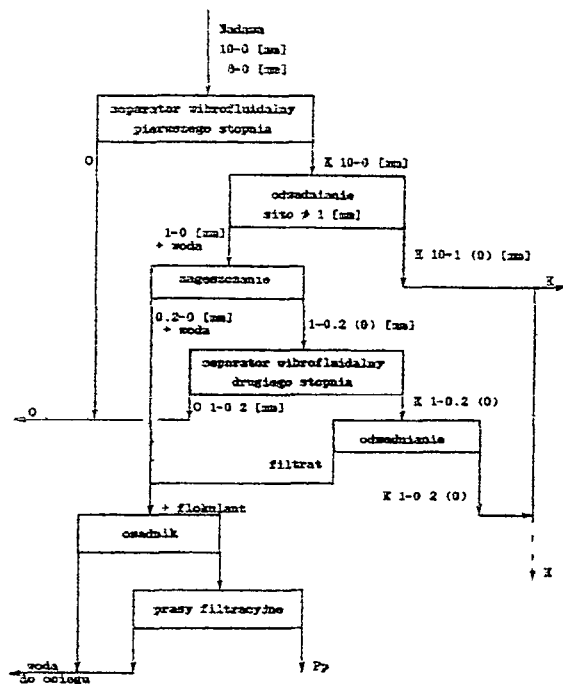 Nadawa
10-0 [mm]
8-0 [mm]
separator wibrofluidalny
pierwszego stopnia
O
K 10-0 [mm]
odwadnianie
sito ≠ 1 [mm]
1-0 [mm]
+ woda
K 10-1 (0) [mm]
K
zagęszczanie
0.2-0 [mm]
+ woda
1-0.2 (0) [mm]
separator wibrofluidalny
drugiego stopnia
O
O 1-0 2 [mm]
K 1-0.2 (0)
odwadnianie
filtrat
K 1-0 2 (0)
+ flokulant
osadnik
K
prasy filtracyjne
woda
do obiegu
Pp